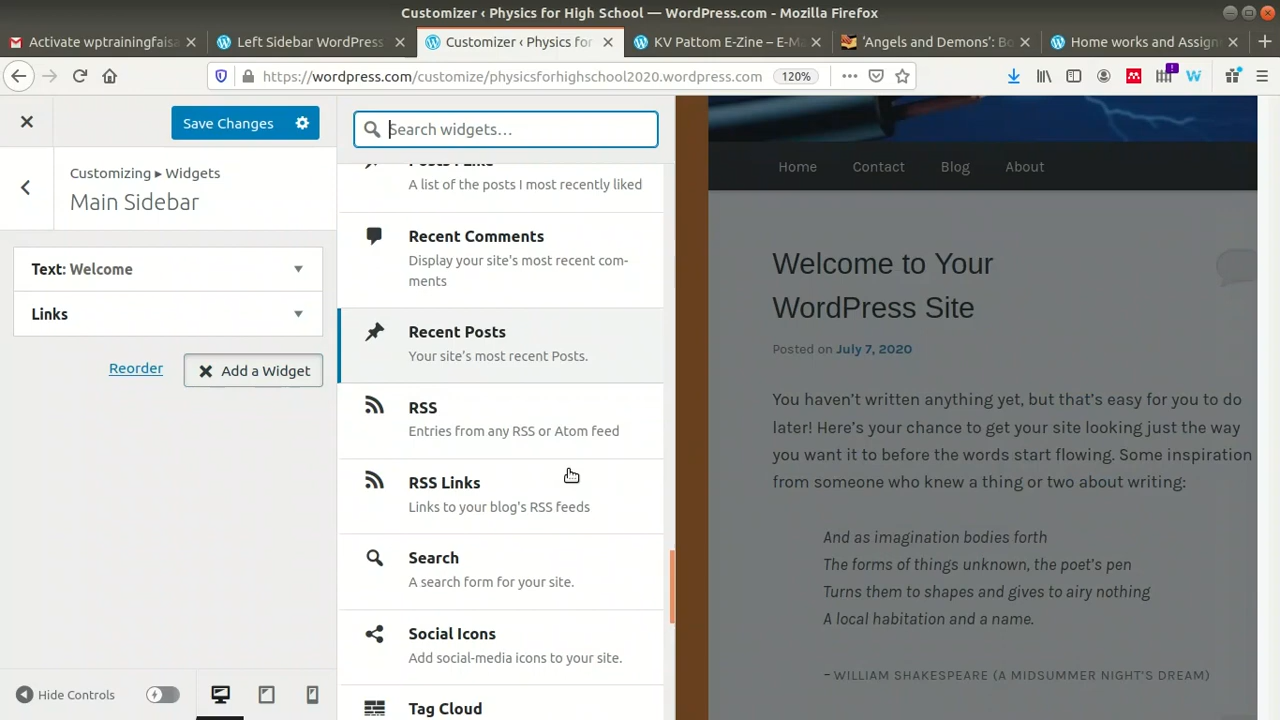 Customizer ‹ Physics for High School — WordPress.com - Mozilla Firefox
Activate wptrainingfaisa
Left Sidebar WordPress
Customizer ‹ Physics for
KV Pattom E-Zine – E-Ma
'Angels and Demons': Bo
Home works and Assign
https://wordpress.com/customize/physicsforhighschool2020.wordpress.com
120%
Save Changes
Customizing ▸ Widgets
Main Sidebar
Text: Welcome
Links
Reorder
Add a Widget
Hide Controls
Search widgets…
Posts I Like
A list of the posts I most recently liked
Recent Comments
Display your site's most recent com-
ments
Recent Posts
Your site's most recent Posts.
RSS
Entries from any RSS or Atom feed
RSS Links
Links to your blog's RSS feeds
Search
A search form for your site.
Social Icons
Add social-media icons to your site.
Tag Cloud
Home Contact Blog About
Welcome to Your
WordPress Site
Posted on July 7, 2020
You haven't written anything yet, but that's easy for you to do
later! Here's your chance to get your site looking just the way
you want it to before the words start flowing. Some inspiration
from someone who knew a thing or two about writing:
And as imagination bodies forth
The forms of things unknown, the poet's pen
Turns them to shapes and gives to airy nothing
A local habitation and a name.
– WILLIAM SHAKESPEARE (A MIDSUMMER NIGHT'S DREAM)